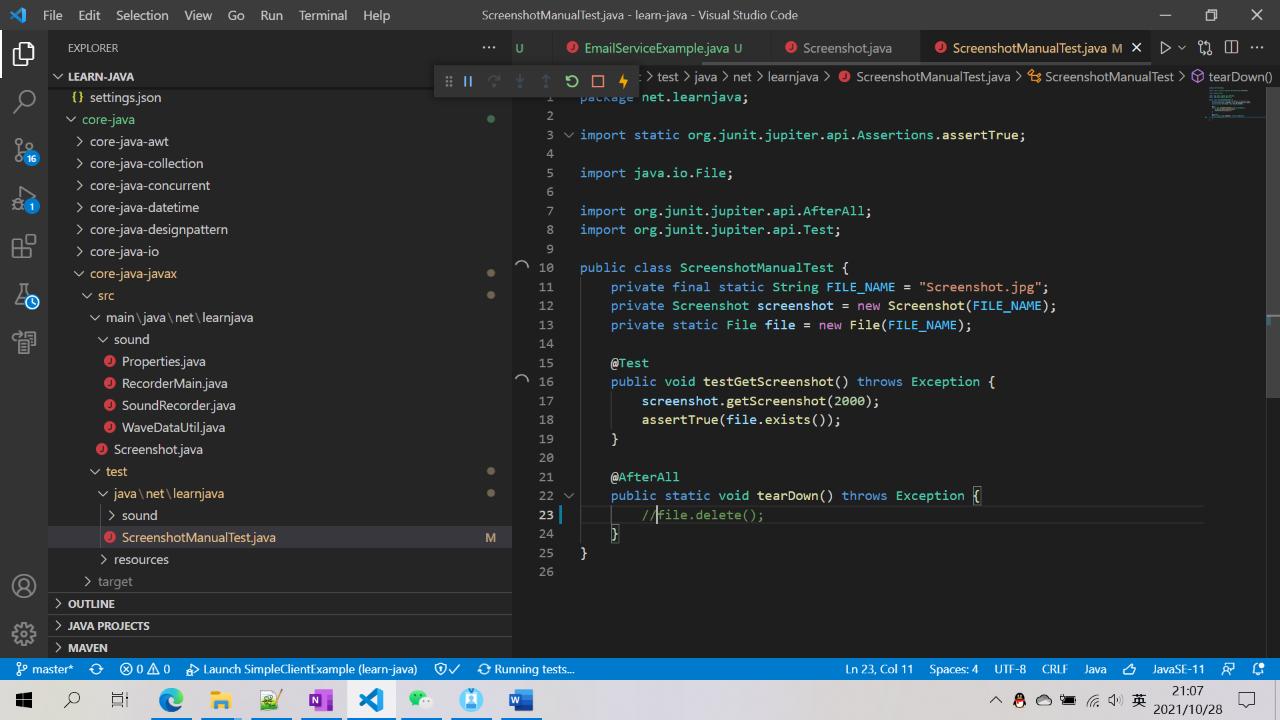 File Edit Selection View Go Run Terminal Help
ScreenshotManualTest.java - learn-java - Visual Studio Code
EXPLORER
LEARN-JAVA
settings.json
core-java
core-java-awt
core-java-collection
core-java-concurrent
core-java-datetime
core-java-designpattern
core-java-io
core-java-javax
src
main\java\net\learnjava
sound
Properties.java
RecorderMain.java
SoundRecorder.java
WaveDataUtil.java
Screenshot.java
test
java\net\learnjava
sound
ScreenshotManualTest.java M
resources
target
OUTLINE
JAVA PROJECTS
MAVEN
16
1
U EmailServiceExample.java U Screenshot.java ScreenshotManualTest.java M
test > java > net > learnjava > ScreenshotManualTest.java > ScreenshotManualTest > tearDown()
1 package net.learnjava;
2
3 import static org.junit.jupiter.api.Assertions.assertTrue;
4
5 import java.io.File;
6
7 import org.junit.jupiter.api.AfterAll;
8 import org.junit.jupiter.api.Test;
9
10 public class ScreenshotManualTest {
11 private final static String FILE_NAME = "Screenshot.jpg";
12 private Screenshot screenshot = new Screenshot(FILE_NAME);
13 private static File file = new File(FILE_NAME);
14
15 @Test
16 public void testGetScreenshot() throws Exception {
17 screenshot.getScreenshot(2000);
18 assertTrue(file.exists());
19 }
20
21 @AfterAll
22 public static void tearDown() throws Exception {
23 //file.delete();
24 }
25 }
26
master* 0 0 Launch SimpleClientExample (learn-java) Running tests... Ln 23, Col 11 Spaces: 4 UTF-8 CRLF Java JavaSE-11
英 21:07
2021/10/28